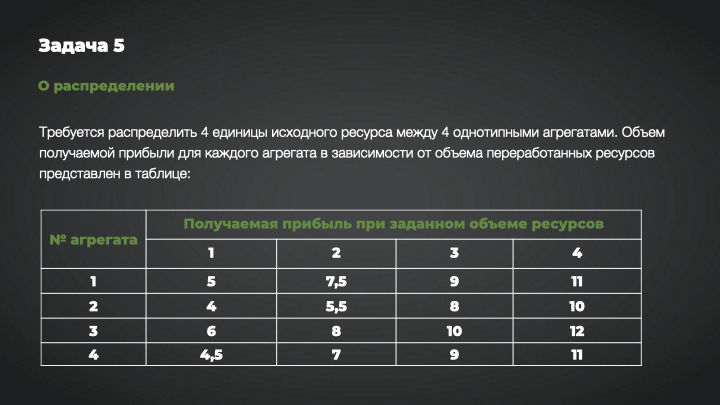 Задача 5
О распределении
Требуется распределить 4 единицы исходного ресурса между 4 однотипными агрегатами. Объем
получаемой прибыли для каждого агрегата в зависимости от объема переработанных ресурсов
представлен в таблице:
№ агрегата Получаемая прибыль при заданном объеме ресурсов
1 2 3 4
1 5 7,5 9 11
2 4 5,5 8 10
3 6 8 10 12
4 4,5 7 9 11